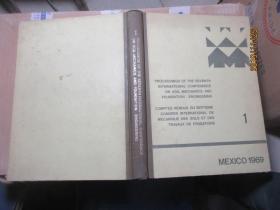 PROCEEDINGS OF THE SEVENTH
INTERNATIONAL CONFERENCE
ON SOIL MECHANICS AND
FOUNDATION ENGINEERING
COMPTES RENDUS DU SEPTIEME
CONGRES INTERNATIONAL DE
MECANIQUE DES SOLS ET DES
TRAVAUX DE FONDATIONS
1
MEXICO 1969